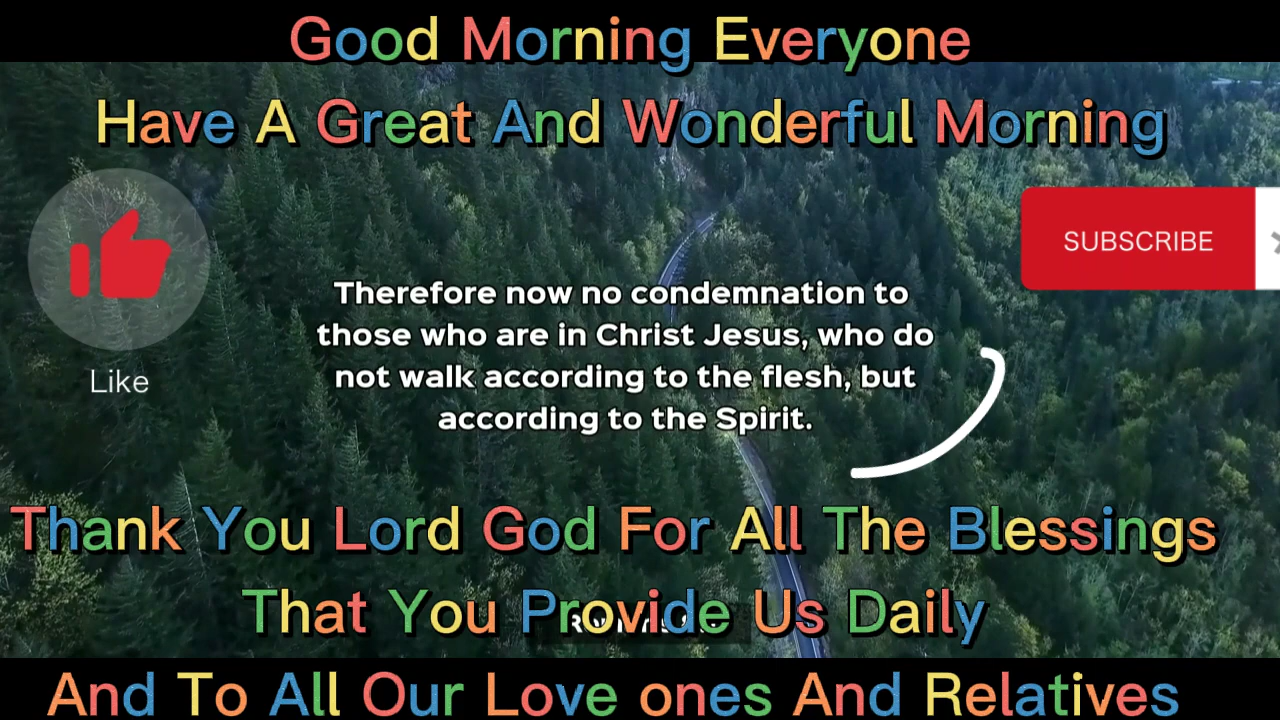 Good Morning Everyone
Have A Great And Wonderful Morning
SUBSCRIBE
Therefore now no condemnation to
those who are in Christ Jesus, who do
not walk according to the flesh, but
according to the Spirit.
Like
Thank You Lord God For All The Blessings
That You Provide Us Daily
And To All Our Love ones And Relatives